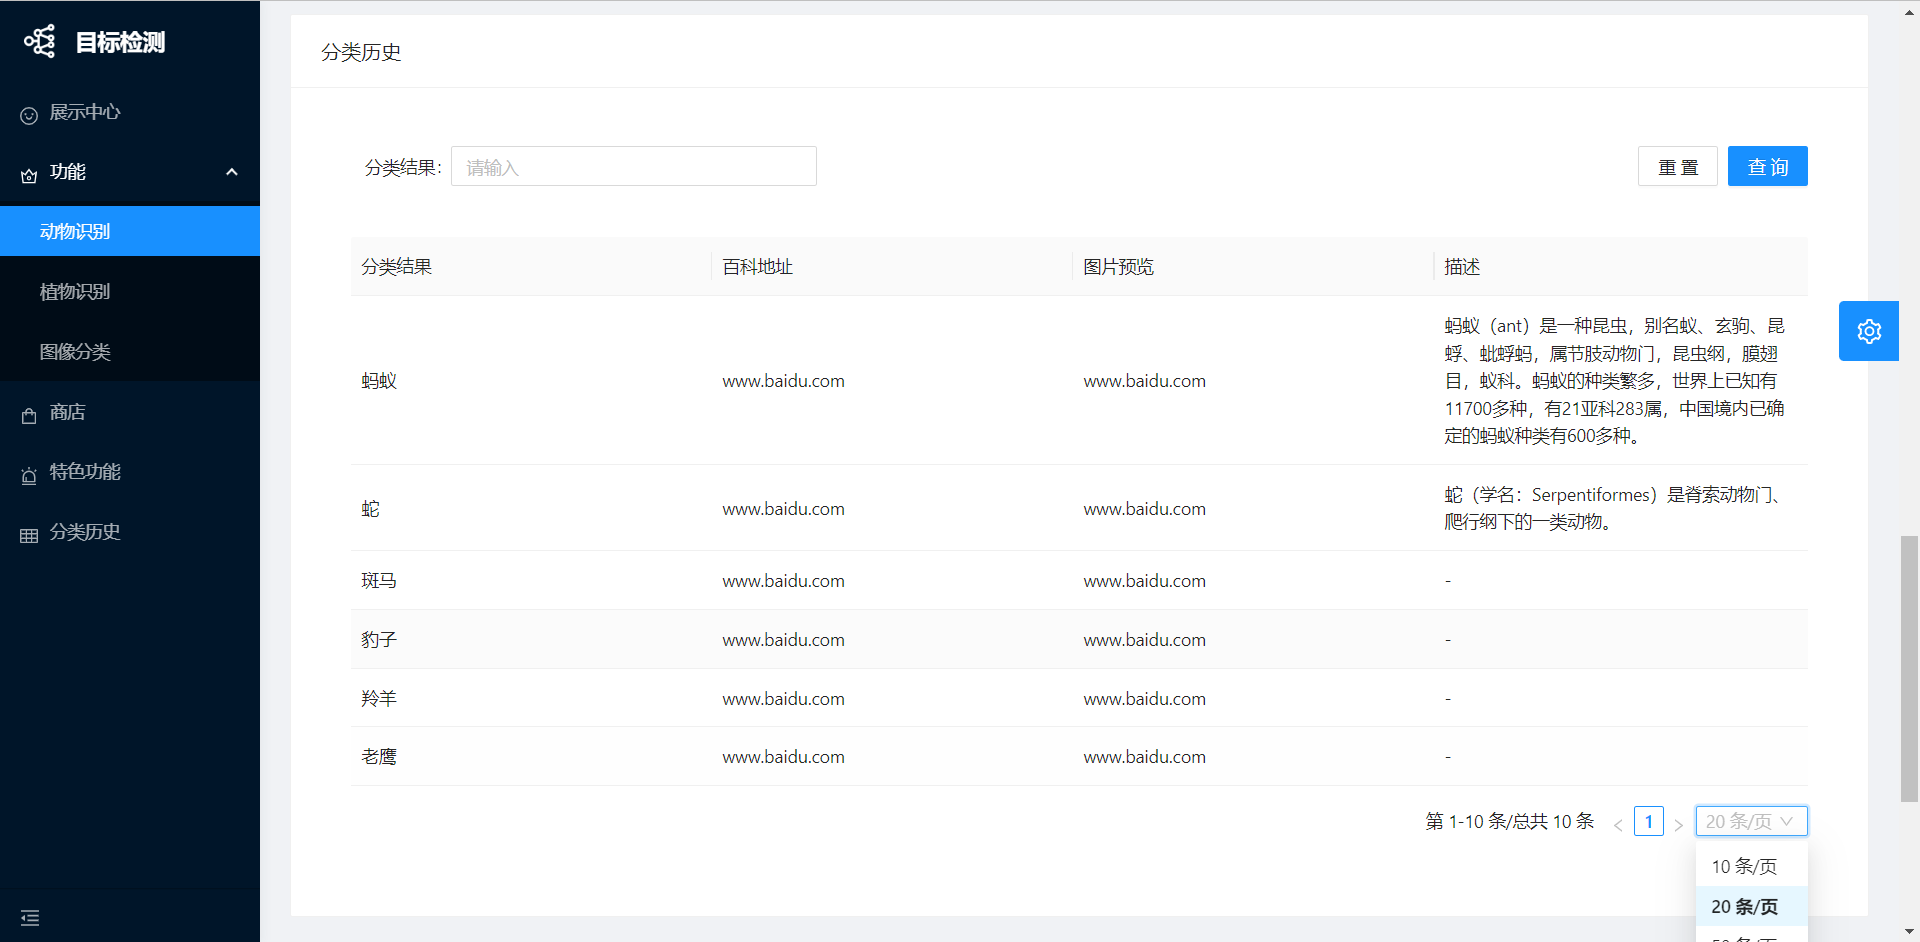 目标检测
展示中心
功能
动物识别
植物识别
图像分类
商店
特色功能
分类历史
分类历史
分类结果: 请输入 重 置 查 询
分类结果 百科地址 图片预览 描述
蚂蚁 www.baidu.com www.baidu.com
蚂蚁（ant）是一种昆虫，别名蚁、玄驹、昆
蜉、蚍蜉蚂，属节肢动物门，昆虫纲，膜翅
目，蚁科。蚂蚁的种类繁多，世界上已知有
11700多种，有21亚科283属，中国境内已确
定的蚂蚁种类有600多种。
蛇 www.baidu.com www.baidu.com
蛇（学名：Serpentiformes）是脊索动物门、
爬行纲下的一类动物。
斑马 www.baidu.com www.baidu.com -
豹子 www.baidu.com www.baidu.com -
羚羊 www.baidu.com www.baidu.com -
老鹰 www.baidu.com www.baidu.com -
第 1-10 条/总共 10 条 < 1 > 20 条/页
10 条/页
20 条/页